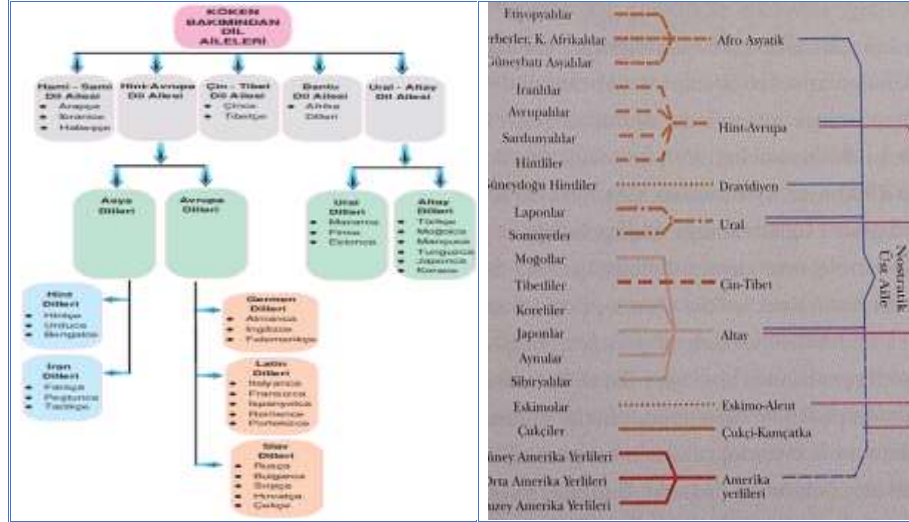 KÖKEN
BAKIMINDAN
DİL
AİLELERİ
Hami - Sami
Dil Ailesi
Arapça
İbranice
Habeşçe
Hint-Avrupa
Dil Ailesi
Çin - Tibet
Dil Ailesi
Çince
Tibetçe
Bantu
Dil Ailesi
Afrika
Dilleri
Ural - Altay
Dil Ailesi
Asya
Dilleri
Avrupa
Dilleri
Ural
Dilleri
Macarca
Fince
Estonca
Altay
Dilleri
Türkçe
Moğolca
Mançuca
Tunguzca
Japonca
Korece
Hint
Dilleri
Hintçe
Urduca
Bengalce
İran
Dilleri
Farsça
Peştunca
Tacikçe
Germen
Dilleri
Almanca
İngilizce
Felemenkçe
Latin
Dilleri
İtalyanca
Fransızca
İspanyolca
Rumence
Portekizce
Slav
Dilleri
Rusça
Bulgarca
Sırpça
Hırvatça
Çekçe
Etiyopyalılar
erberler, K. Afrikalılar
Güneybatı Asyalılar
Afro Asyatik
İranlılar
Avrupalılar
Sardunyalılar
Hintliler
Hint-Avrupa
Güneydoğu Hintliler
Dravidiyen
Laponlar
Somoyetler
Ural
Moğollar
Tibetliler
Çin-Tibet
Koreliler
Japonlar
Aynular
Sibiryalılar
Altay
Eskimolar
Eskimo-Aleut
Çukçiler
Çukçi-Kamçatka
üney Amerika Yerlileri
Orta Amerika Yerlileri
uzey Amerika Yerlileri
Amerika
yerlileri
Nostratik
Üst Aile